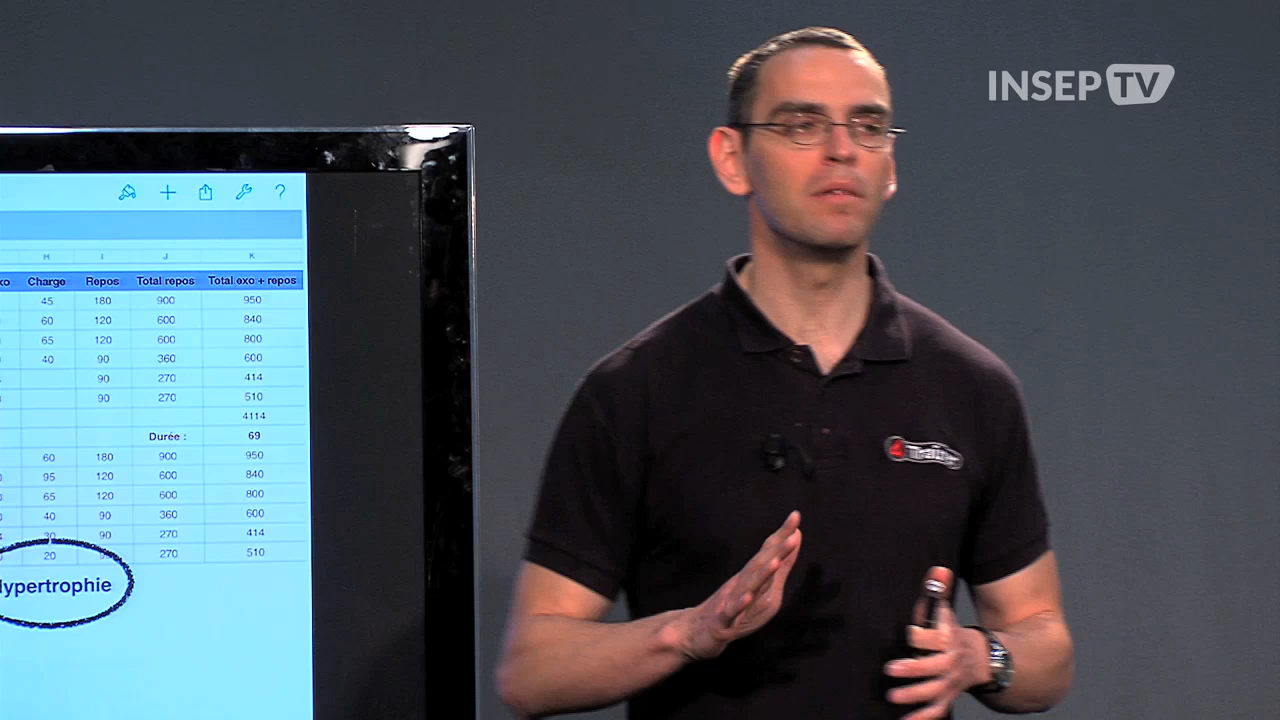 INSEP TV
?
H I J K
Charge Repos Total repos Total exo + repos
45 180 900 950
60 120 600 840
65 120 600 800
40 90 360 600
90 270 414
90 270 510
4114
Durée : 69
60 180 900 950
95 120 600 840
65 120 600 800
40 90 360 600
30 90 270 414
20 270 510
ypertrophie
4 Trainer